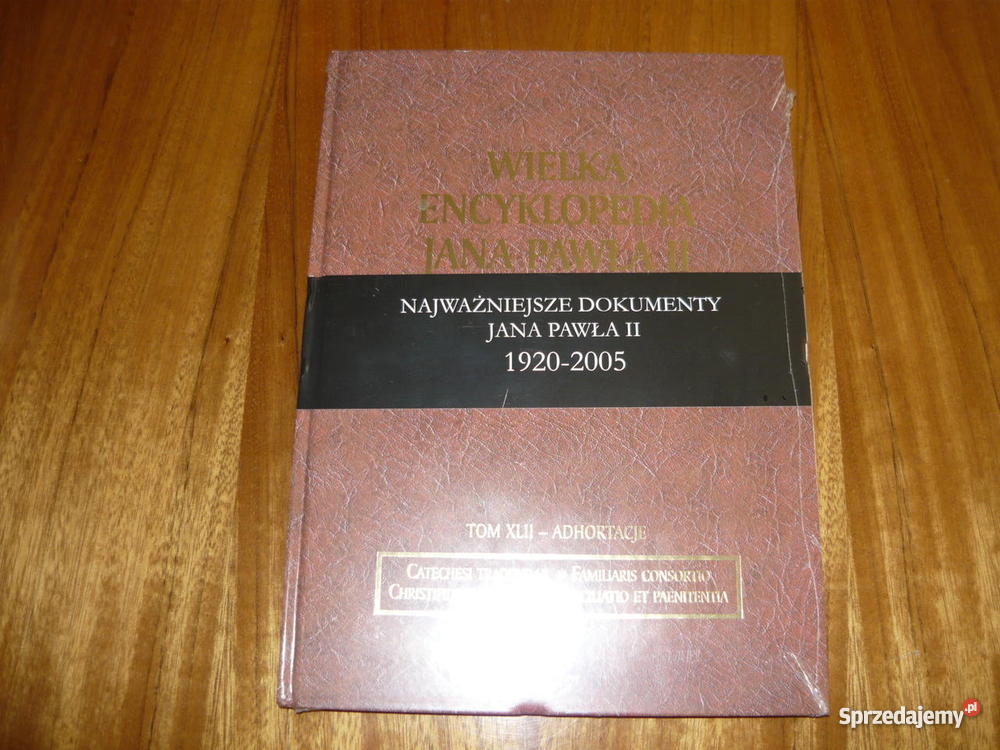 WIELKA
ENCYKLOPEDIA
JANA PAWŁA II
NAJWAŻNIEJSZE DOKUMENTY
JANA PAWŁA II
1920-2005
TOM XLII – ADHORTACJE
CATECHESI FAMILIARIS CONSORTIO
ET PAENITENTIA
Sprzedajemy.pl